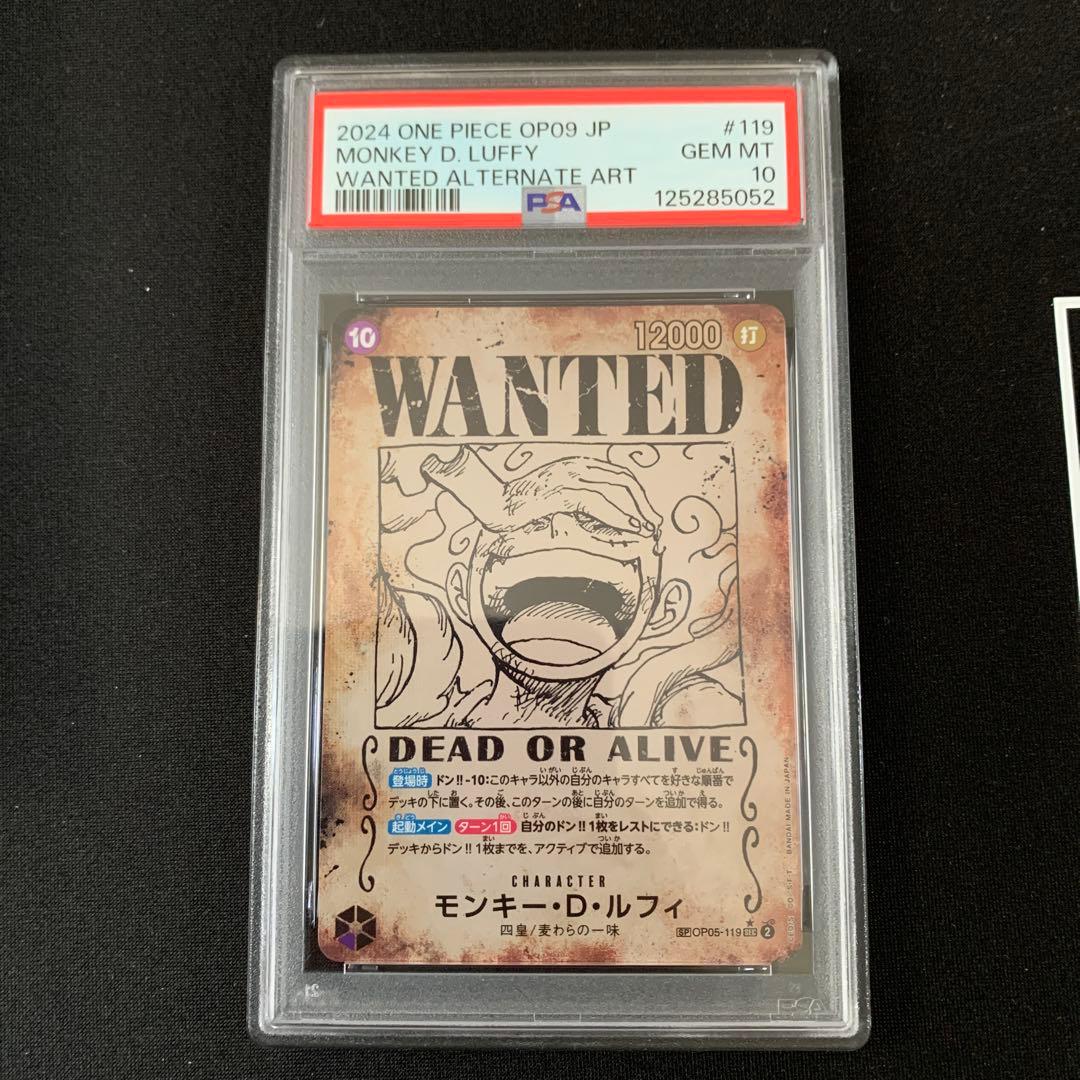 2024 ONE PIECE OP09 JP #119
MONKEY D. LUFFY GEM MT
WANTED ALTERNATE ART 10
PSA 125285052
10 12000 打
WANTED
DEAD OR ALIVE
登場時 ドン!!-10:このキャラ以外の自分のキャラすべてを好きな順番で
デッキの下に置く。その後、このターンの後に自分のターンを追加で得る。
起動メイン ターン1回 自分のドン!!1枚をレストにできる:ドン!!
デッキからドン!!1枚までを、アクティブで追加する。
CHARACTER
モンキー・D・ルフィ
四皇/麦わらの一味
SP OP05-119 SEC 2
BANDAI MADE IN JAPAN
PSA